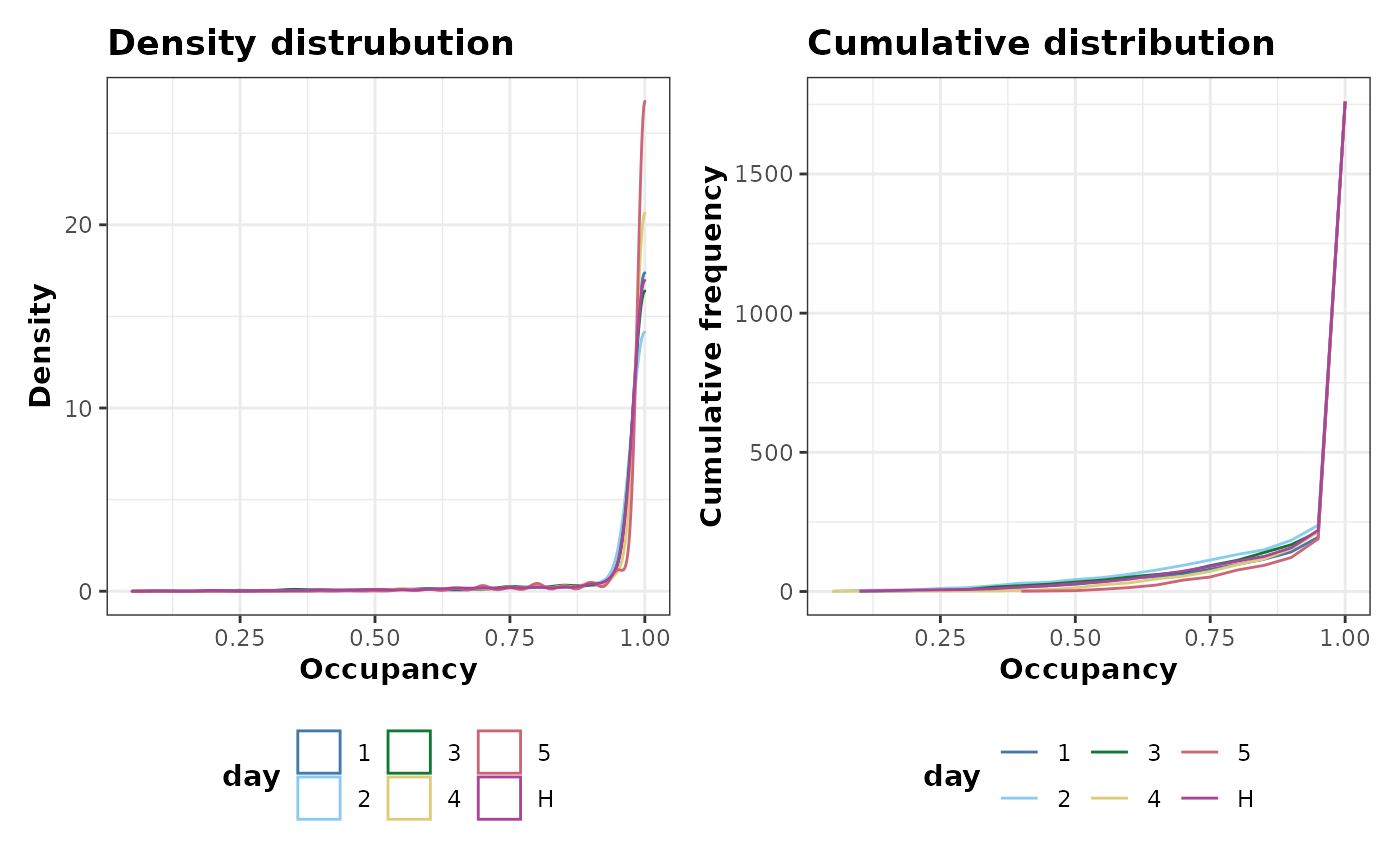 Density distrubution
Density
20
10
0
0.25 0.50 0.75 1.00
Occupancy
day
1 3 5
2 4 H
Cumulative distribution
Cumulative frequency
1500
1000
500
0
0.25 0.50 0.75 1.00
Occupancy
day
1 3 5
2 4 H